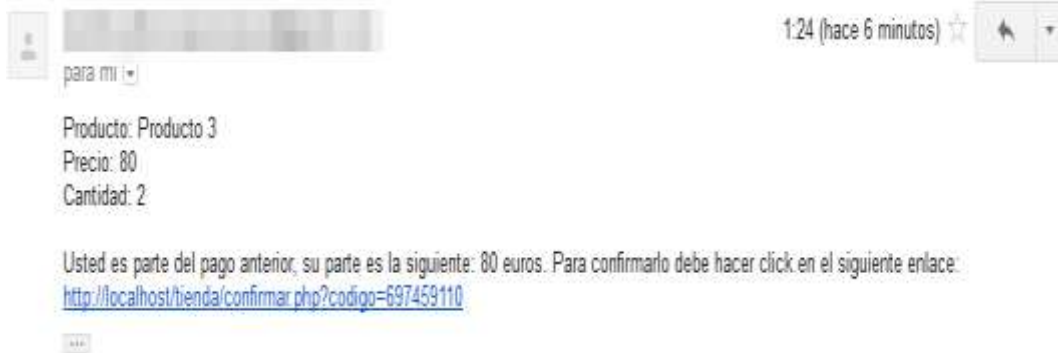 1:24 (hace 6 minutos)
para mi
Producto: Producto 3
Precio: 80
Cantidad: 2
Usted es parte del pago anterior, su parte es la siguiente: 80 euros. Para confirmarlo debe hacer click en el siguiente enlace:
http://localhost/tienda/confirmar.php?codigo=697459110